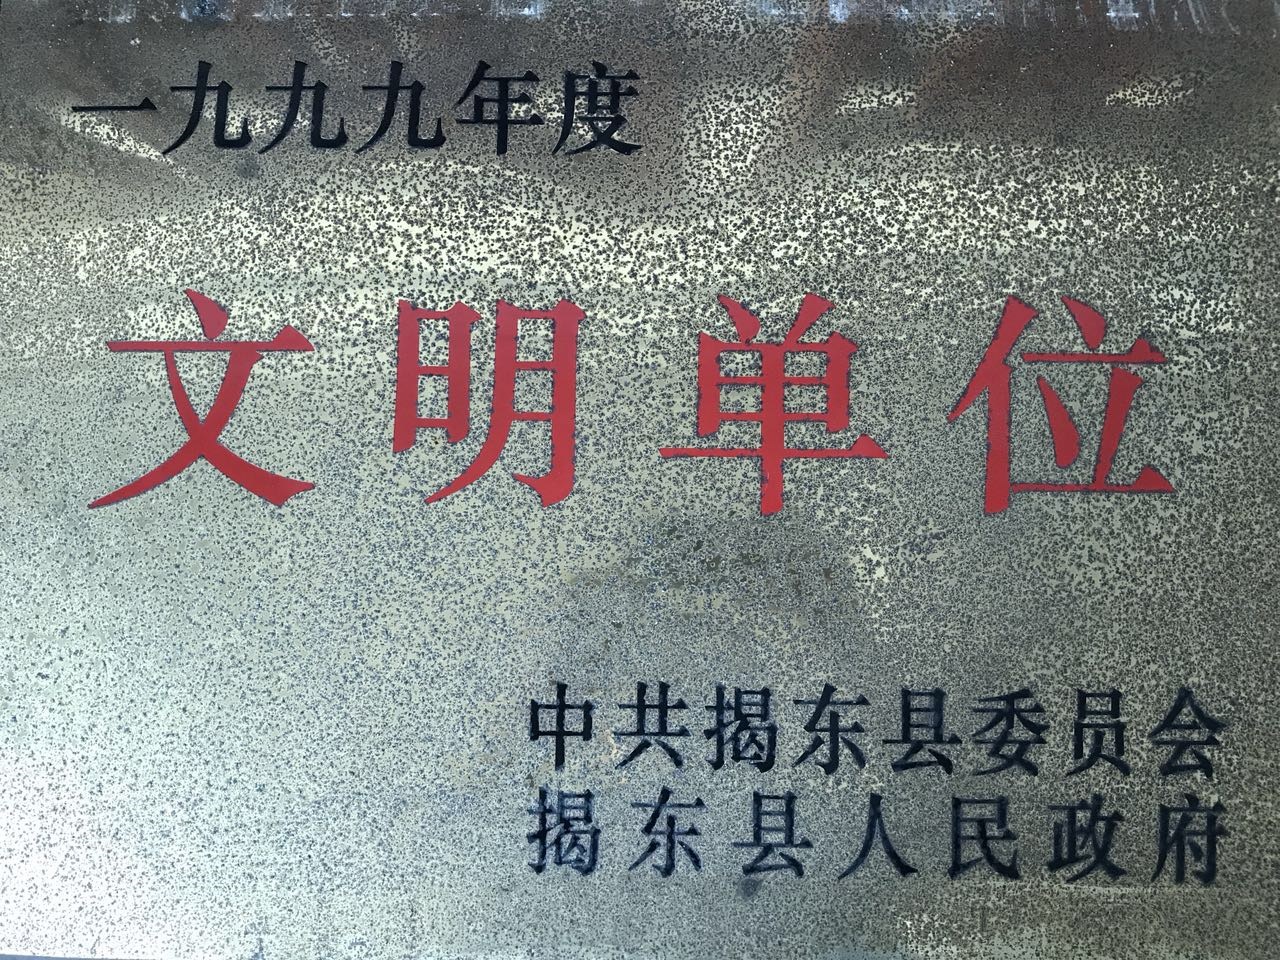 一九九九年度
文明单位
中共揭东县委员会
揭东县人民政府